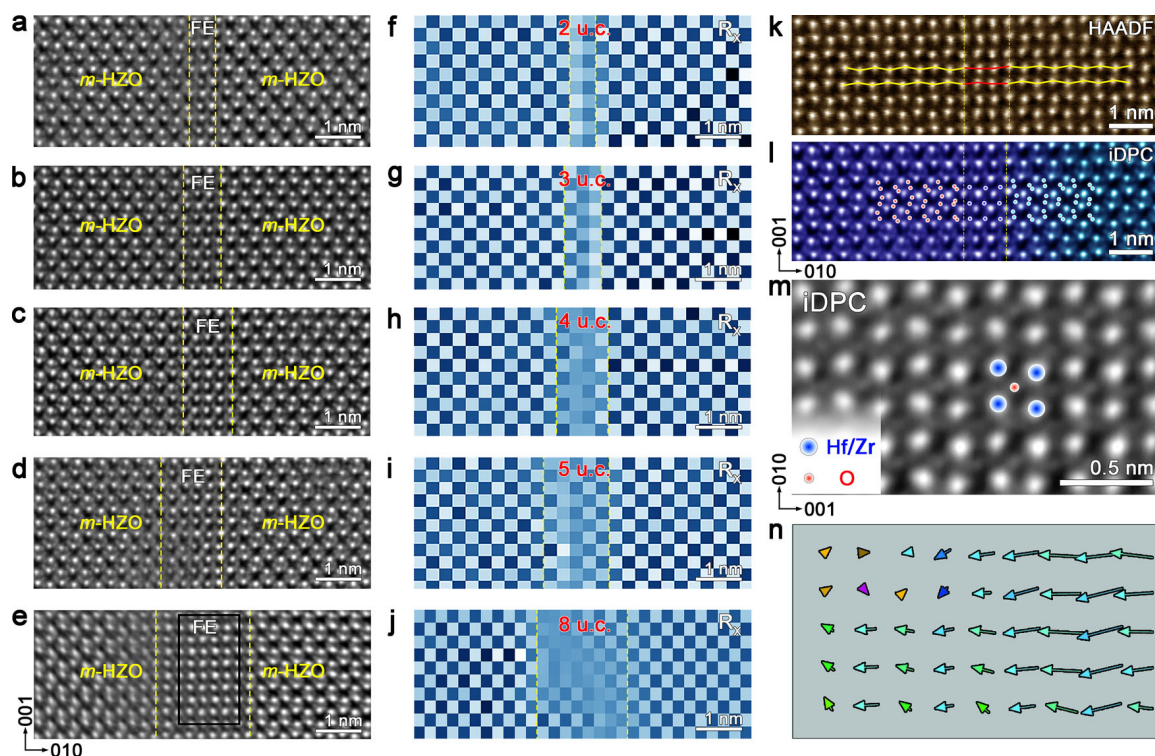 a
FE
m-HZO
m-HZO
1 nm
b
FE
m-HZO
m-HZO
1 nm
c
FE
m-HZO
m-HZO
1 nm
d
FE
m-HZO
m-HZO
1 nm
e
FE
m-HZO
m-HZO
1 nm
001
010
f
2 u.c.
Rx
1 nm
g
3 u.c.
Rx
1 nm
h
4 u.c.
Rx
1 nm
i
5 u.c.
Rx
1 nm
j
8 u.c.
Rx
1 nm
k
HAADF
1 nm
l
iDPC
1 nm
001
010
m
iDPC
Hf/Zr
O
0.5 nm
010
001
n